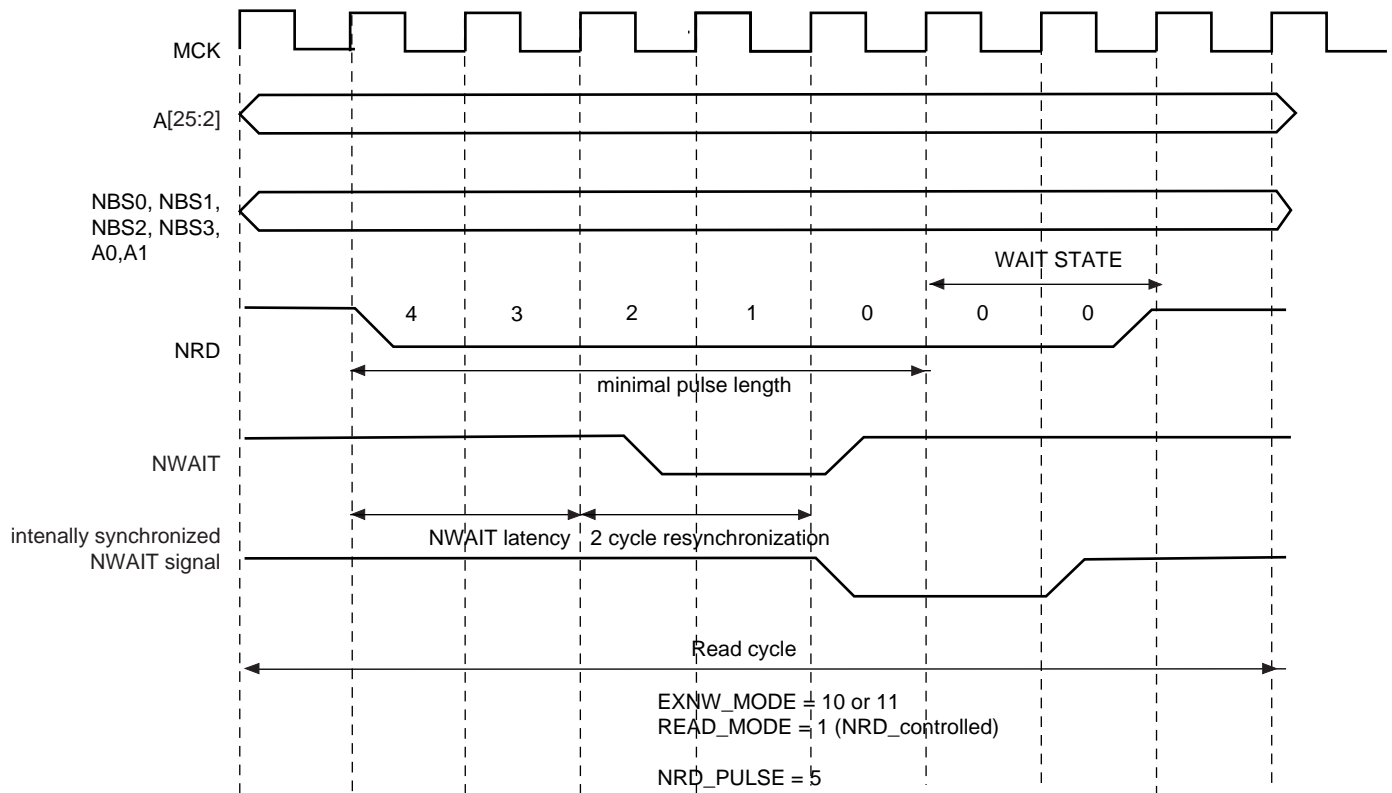 MCK
A[25:2]
NBS0, NBS1,
NBS2, NBS3,
A0,A1
WAIT STATE
4 3 2 1 0 0 0
NRD
minimal pulse length
NWAIT
intenally synchronized
NWAIT signal
NWAIT latency 2 cycle resynchronization
Read cycle
EXNW_MODE = 10 or 11
READ_MODE = 1 (NRD_controlled)
NRD_PULSE = 5